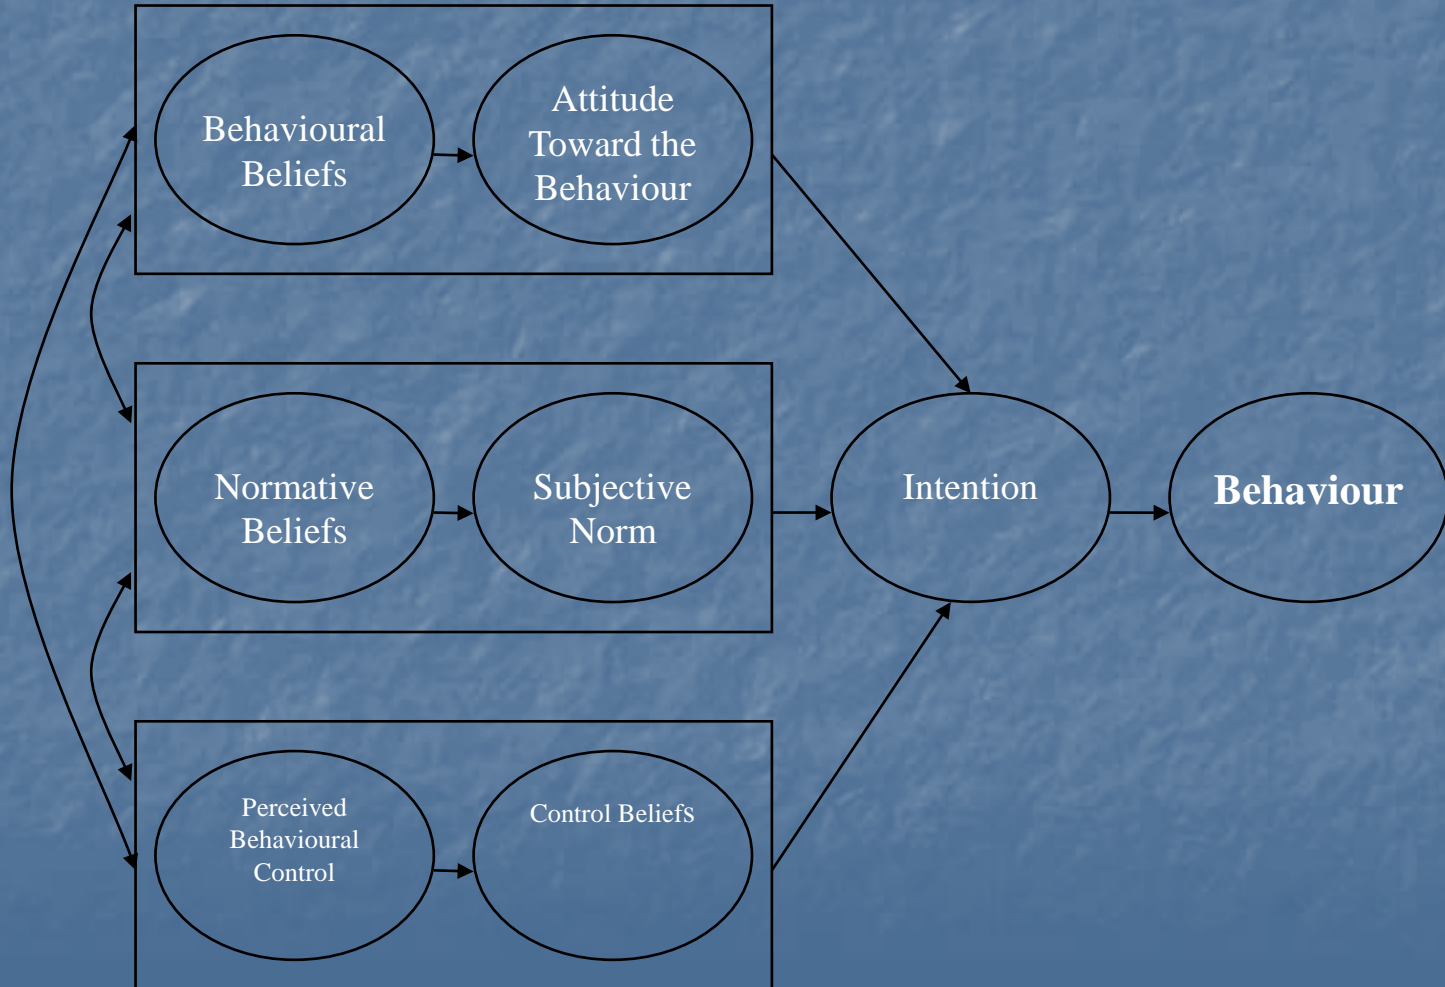 Behavioural
Beliefs
Attitude
Toward the
Behaviour
Normative
Beliefs
Subjective
Norm
Intention
Behaviour
Perceived
Behavioural
Control
Control Beliefs